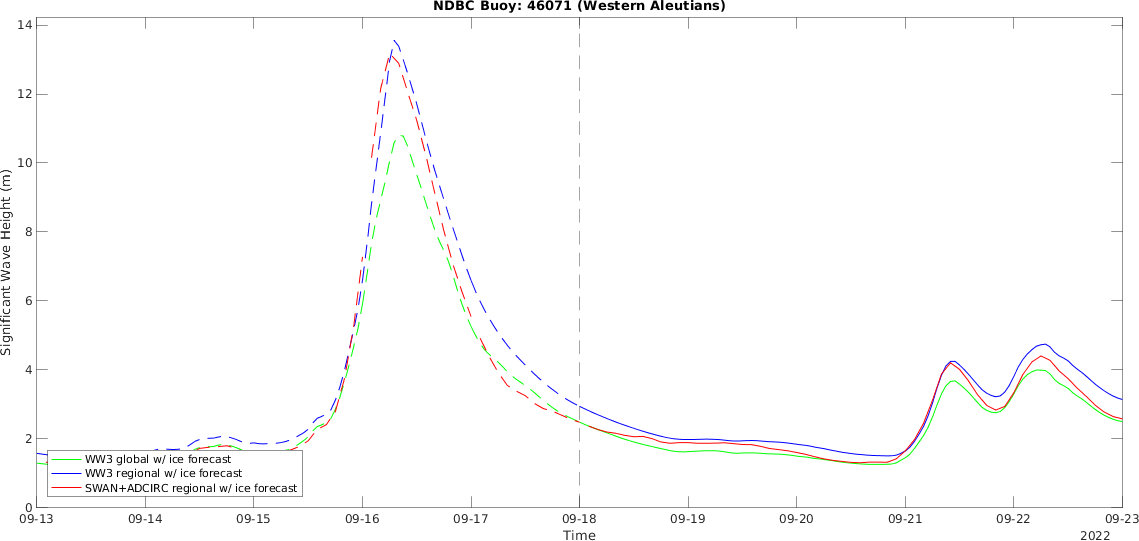 NDBC Buoy: 46071 (Western Aleutians)
14
12
10
8
6
4
2
0
Significant Wave Height (m)
WW3 global w/ ice forecast
WW3 regional w/ ice forecast
SWAN+ADCIRC regional w/ ice forecast
09-13 09-14 09-15 09-16 09-17 09-18 09-19 09-20 09-21 09-22 09-23
Time
2022